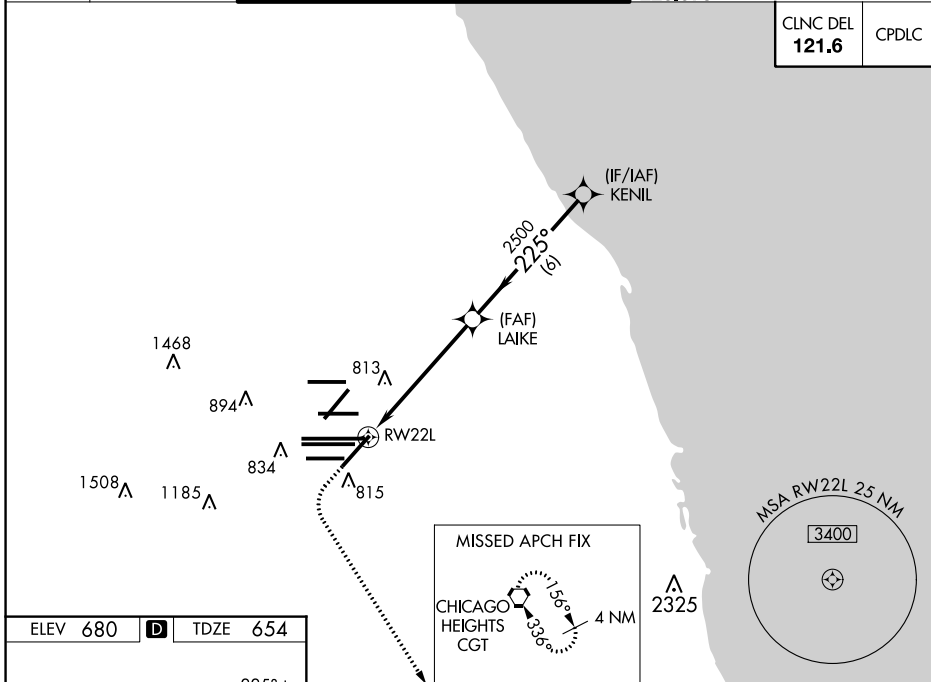 CLNC DEL
121.6
CPDLC
(IF/IAF)
KENIL
2500
225°
(6)
(FAF)
LAIKE
1468
813
894
RW22L
834
815
1508
1185
MSA RW22L 25 NM
3400
MISSED APCH FIX
CHICAGO
HEIGHTS
CGT
156°
336°
4 NM
2325
ELEV 680 D TDZE 654